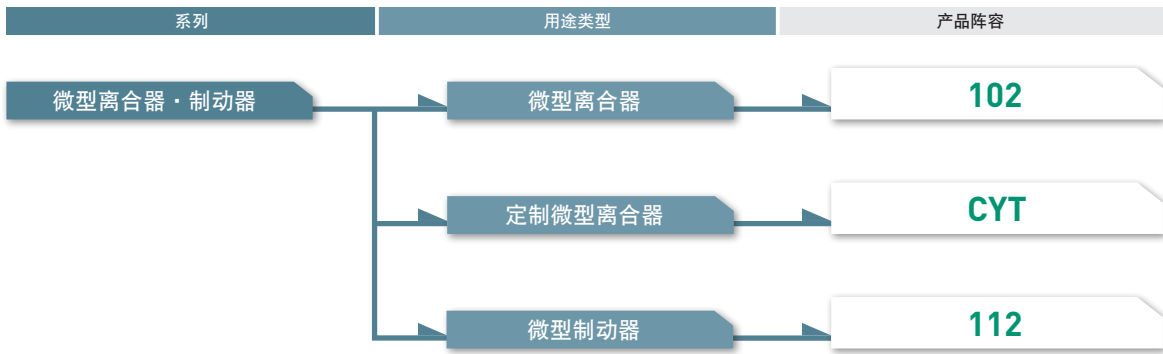 系列
用途类型
产品阵容
微型离合器・制动器
微型离合器
102
定制微型离合器
CYT
微型制动器
112